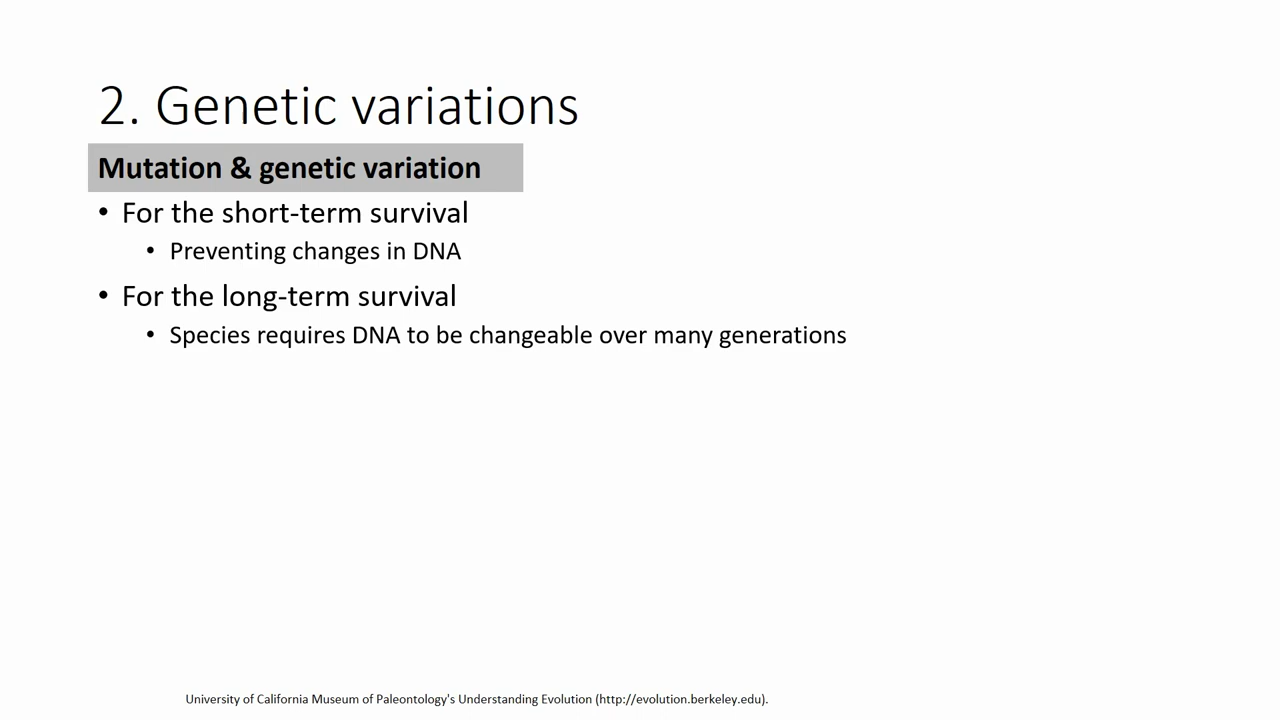 2. Genetic variations
Mutation & genetic variation
• For the short-term survival
• Preventing changes in DNA
• For the long-term survival
• Species requires DNA to be changeable over many generations
University of California Museum of Paleontology's Understanding Evolution (http://evolution.berkeley.edu).